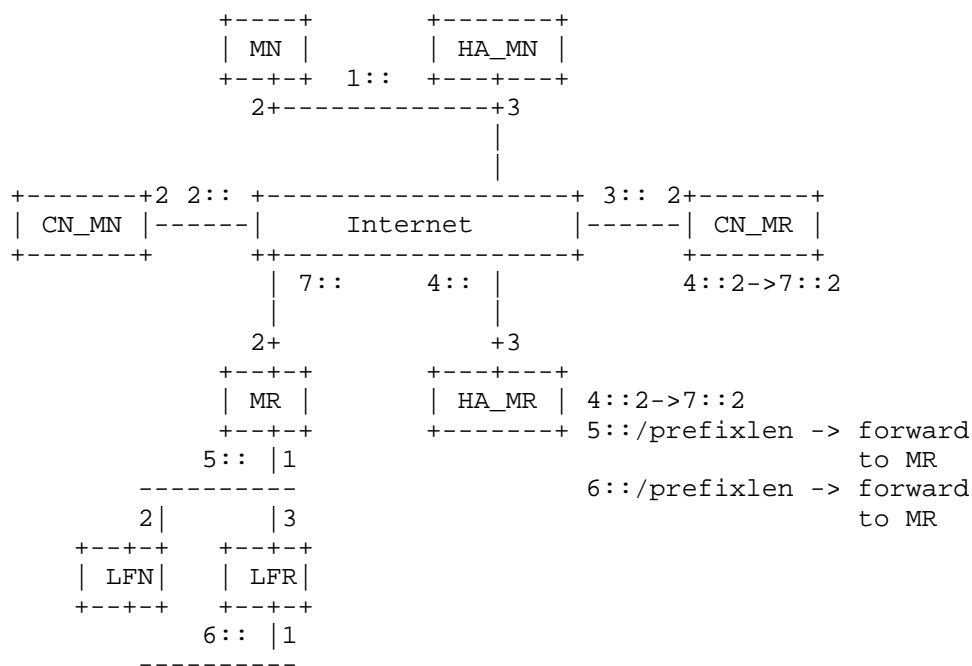 +----+       +-------+
| MN |       | HA_MN |
+--+-+  1::  +---+---+
2+-------------+3
|
|
+-------+2 2:: +-------------------+ 3:: 2+-------+
| CN_MN |------|     Internet      |------| CN_MR |
+-------+      ++------------------+      +-------+
| 7::     4:: |           4::2->7::2
|             |
2+             +3
+--+-+       +---+---+
| MR |       | HA_MR | 4::2->7::2
+--+-+       +-------+ 5::/prefixlen -> forward
5:: |1                                    to MR
----------                  6::/prefixlen -> forward
2|      |3                                   to MR
+--+-+  +--+-+
| LFN|  | LFR|
+--+-+  +--+-+
6:: |1
----------